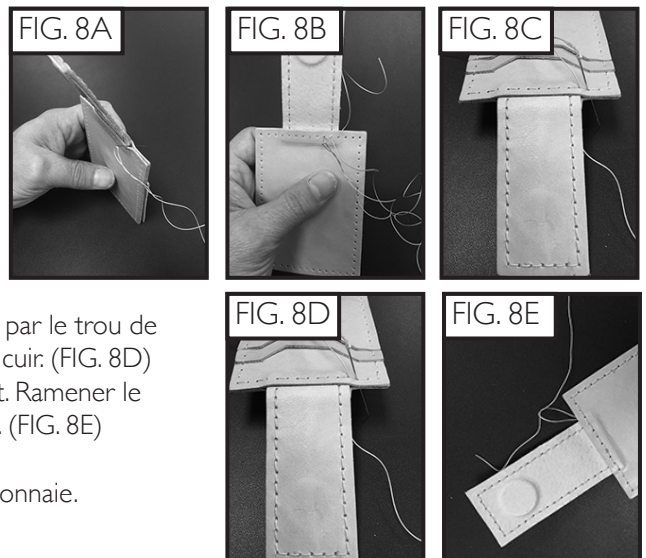 FIG. 8A
FIG. 8B
FIG. 8C
par le trou de
cuir. (FIG. 8D)
t. Ramener le
. (FIG. 8E)
onnaie.
FIG. 8D
FIG. 8E